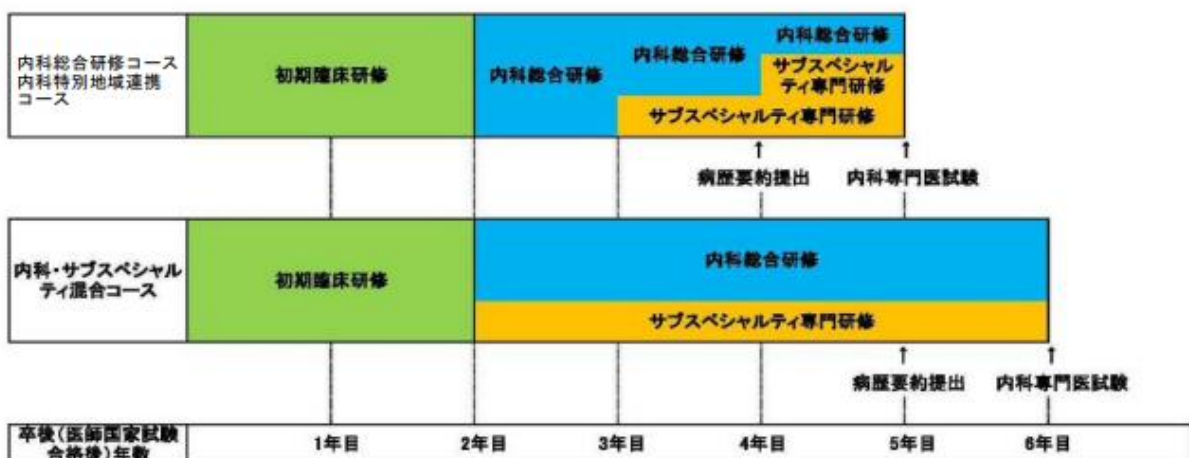 内科総合研修コース
内科特別地域連携
コース
初期臨床研修
内科総合研修
内科総合研修
内科総合研修
サブスペシャル
ティ専門研修
サブスペシャルティ専門研修
↑
病歴要約提出
↑
内科専門医試験
内科・サブスペシャル
ティ混合コース
初期臨床研修
内科総合研修
サブスペシャルティ専門研修
↑
病歴要約提出
↑
内科専門医試験
卒後(医師国家試験
合格後)年数
1年目
2年目
3年目
4年目
5年目
6年目